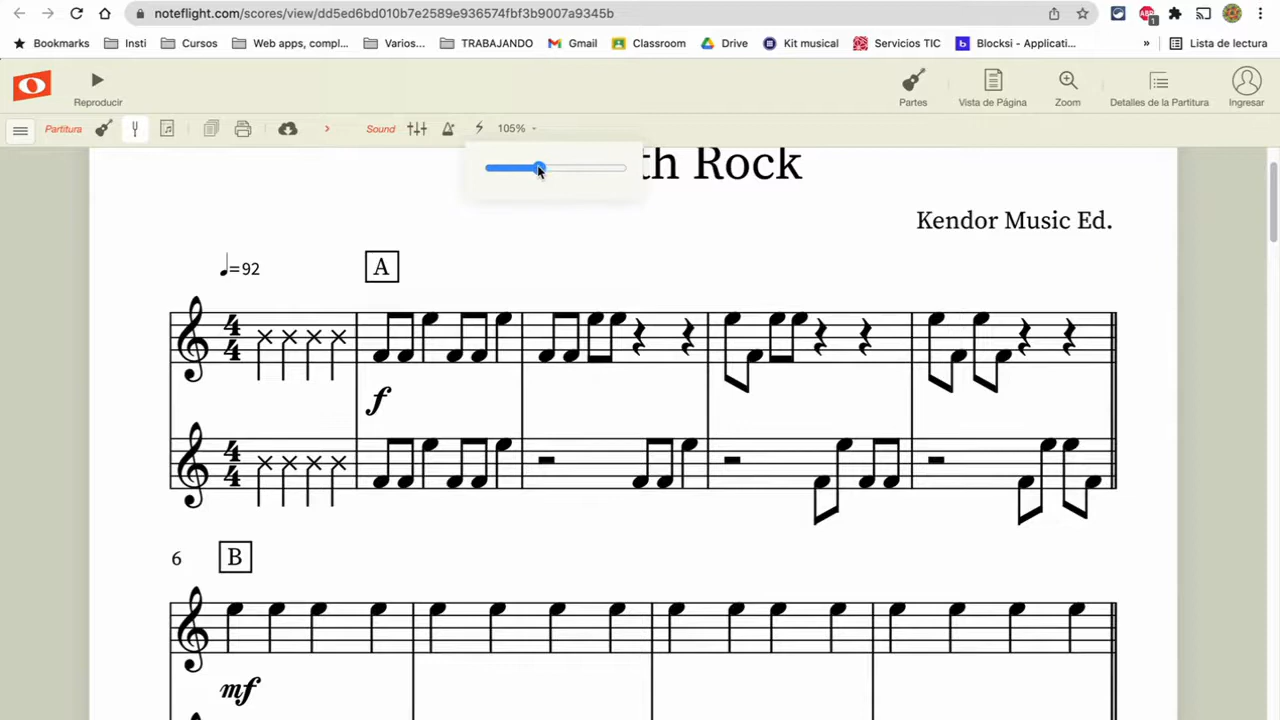 noteflight.com/scores/view/dd5ed6bd010b7e2589e936574fbf3b9007a9345b
Bookmarks Insti Cursos Web apps, compl... Varios... TRABAJANDO Gmail Classroom Drive Kit musical Servicios TIC Blocksi - Applicati... » Lista de lectura
Reproducir Partes Vista de Página Zoom Detalles de la Partitura Ingresar
Partitura Sound 105%
th Rock
Kendor Music Ed.
=92 A
4 4
f
4 4
6 B
mf